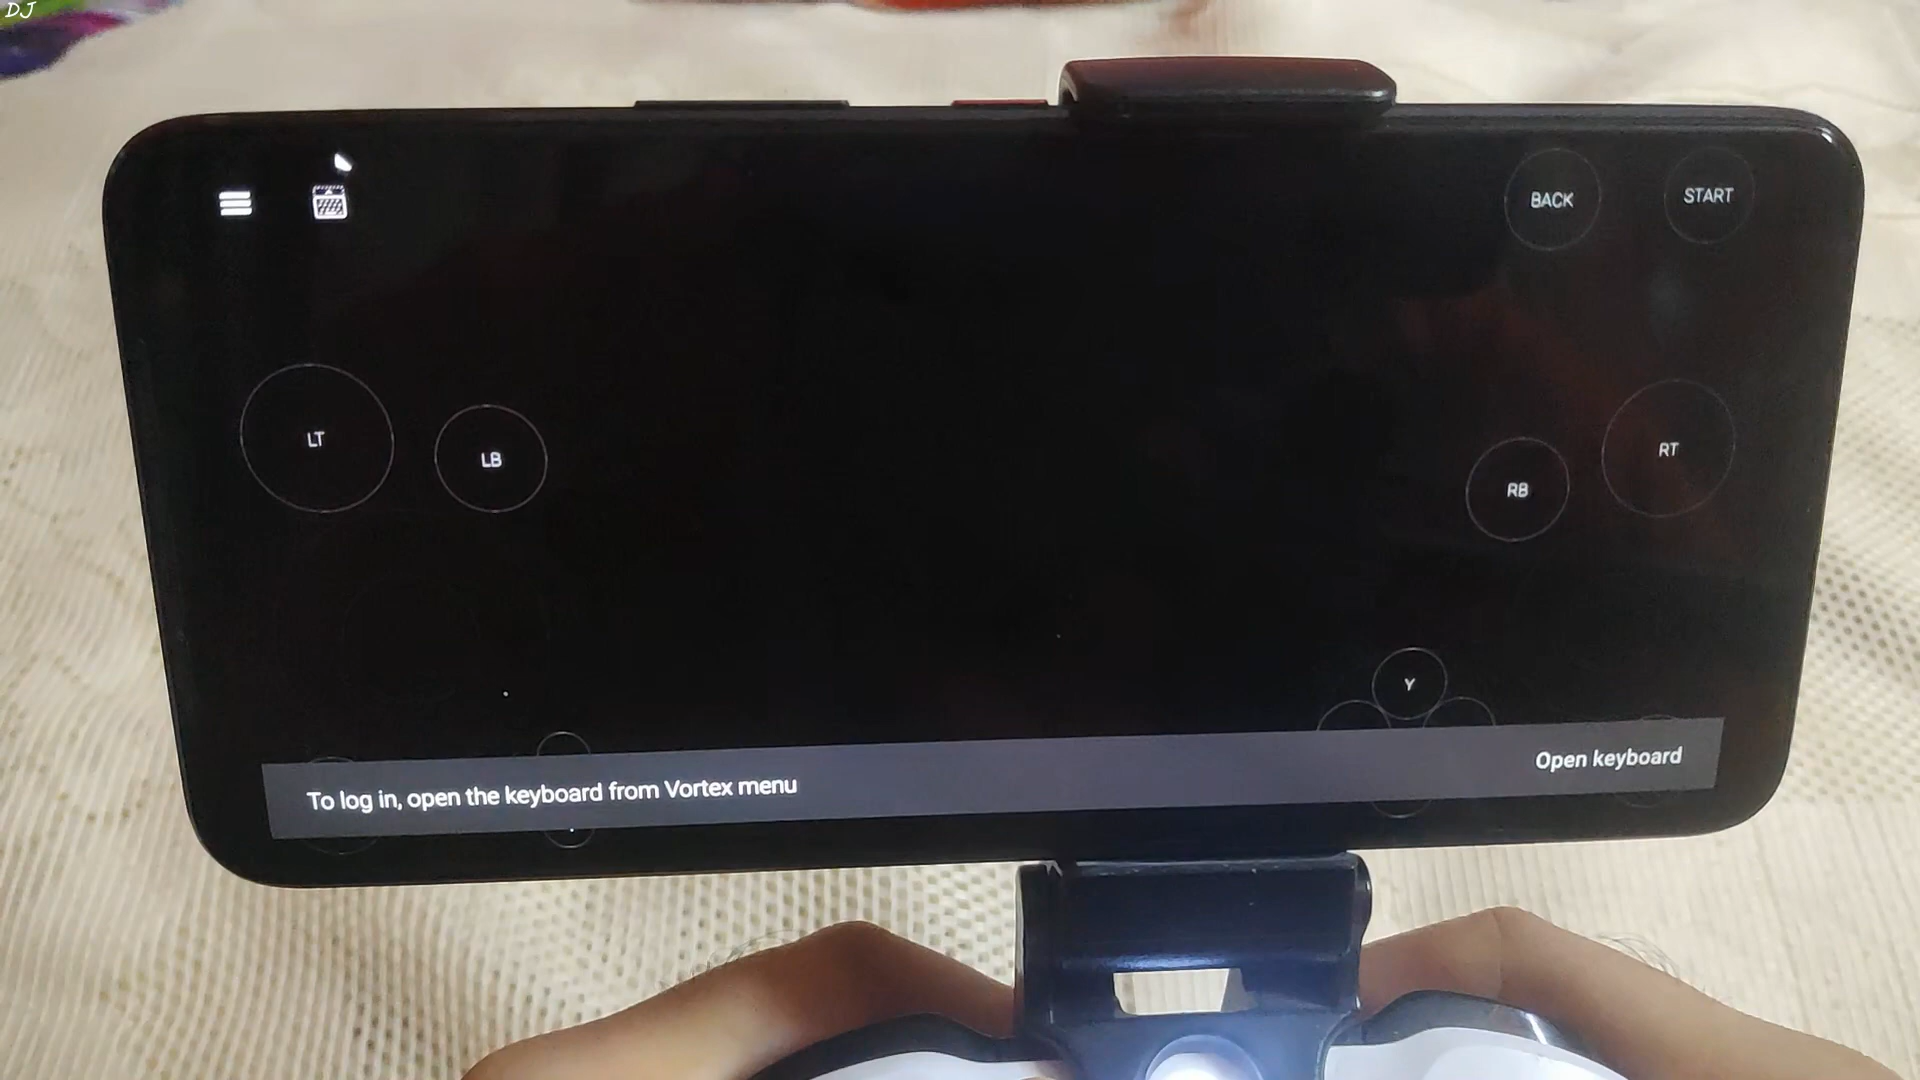 DJ
BACK
START
LT
LB
RB
RT
Y
To log in, open the keyboard from Vortex menu
Open keyboard